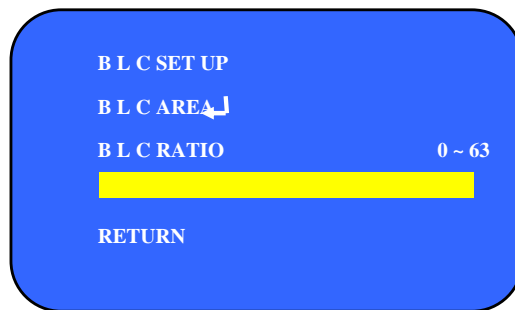 B L C SET UP
B L C AREA
B L C RATIO 0 ~ 63
RETURN